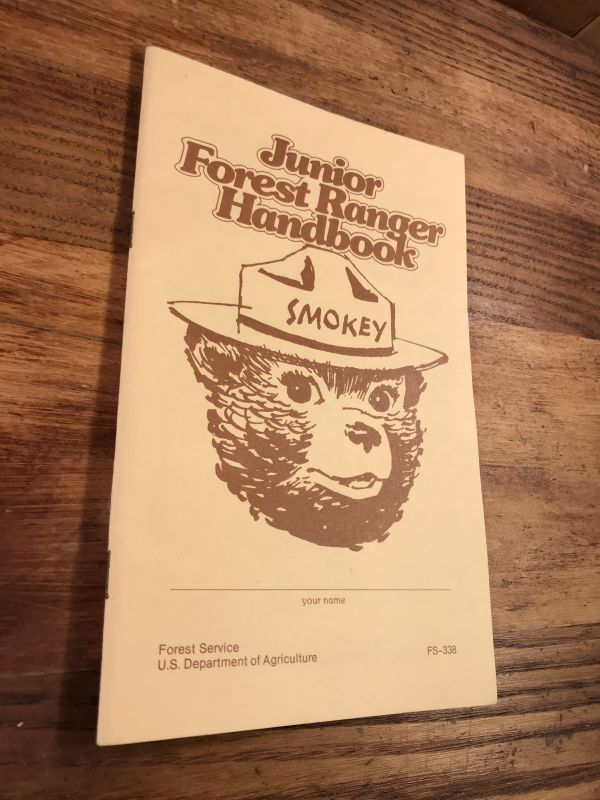 Junior
Forest Ranger
Handbook
SMOKEY
your name
Forest Service
U.S. Department of Agriculture
FS-338